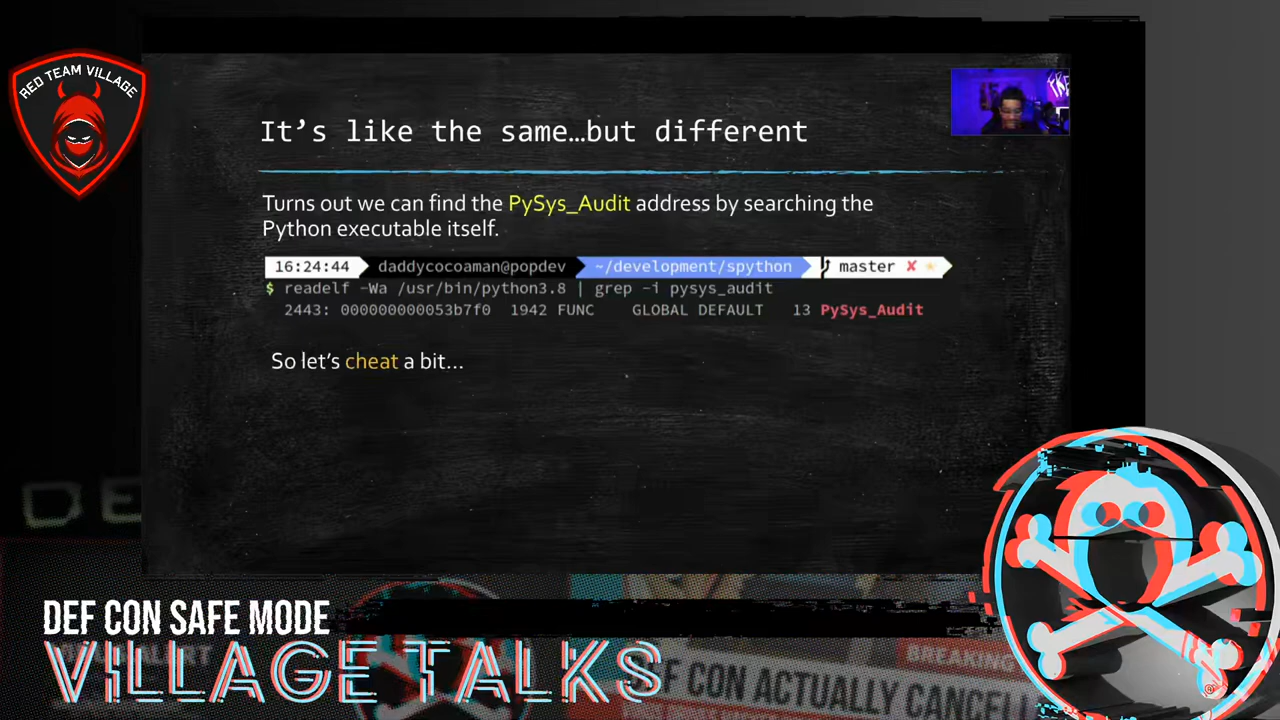 RED TEAM VILLAGE
It's like the same…but different
Turns out we can find the PySys_Audit address by searching the
Python executable itself.
16:24:44 daddycocoaman@popdev ~/development/spython master ✘
$ readelf -Wa /usr/bin/python3.8 | grep -i pysys_audit
2443: 000000000053b7f0 1942 FUNC GLOBAL DEFAULT 13 PySys_Audit
So let's cheat a bit…
DE
DEF CON SAFE MODE
VILLAGE TALKS
BREAKING
DEF CON ACTUALLY CANCEL